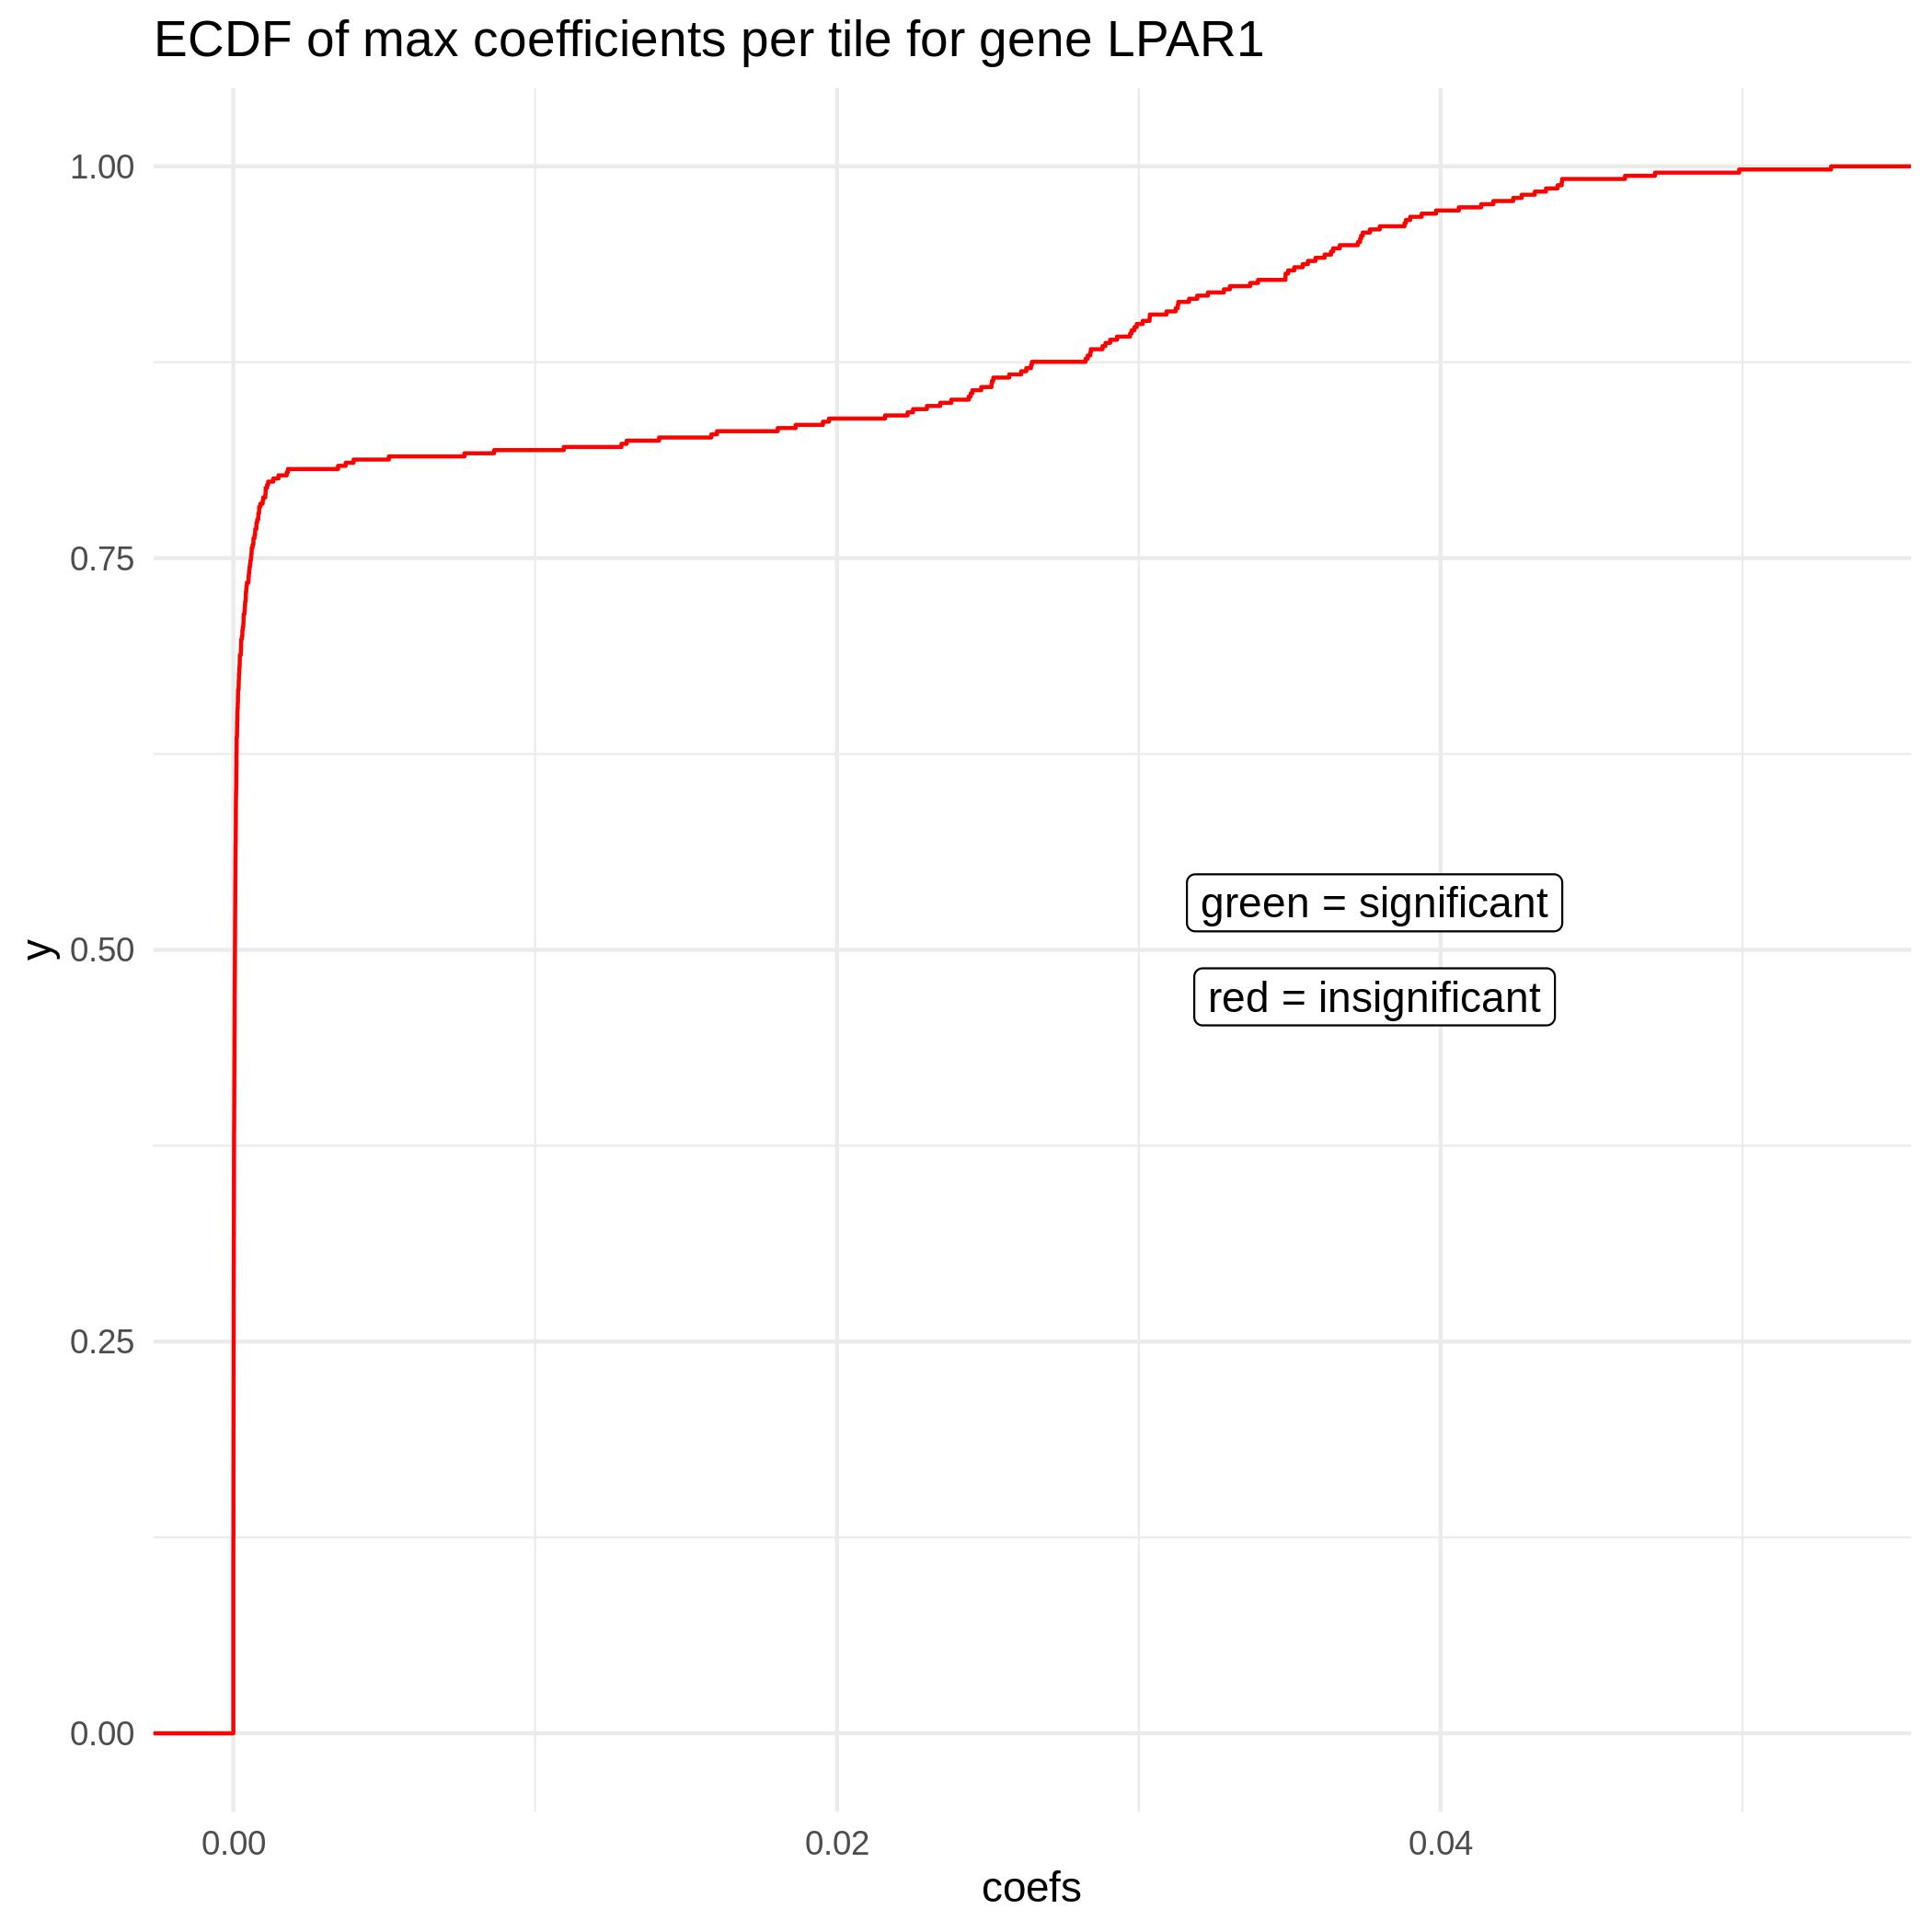 ECDF of max coefficients per tile for gene LPAR1
1.00
0.75
0.50
0.25
0.00
y
green = significant
red = insignificant
0.00
0.02
0.04
coefs